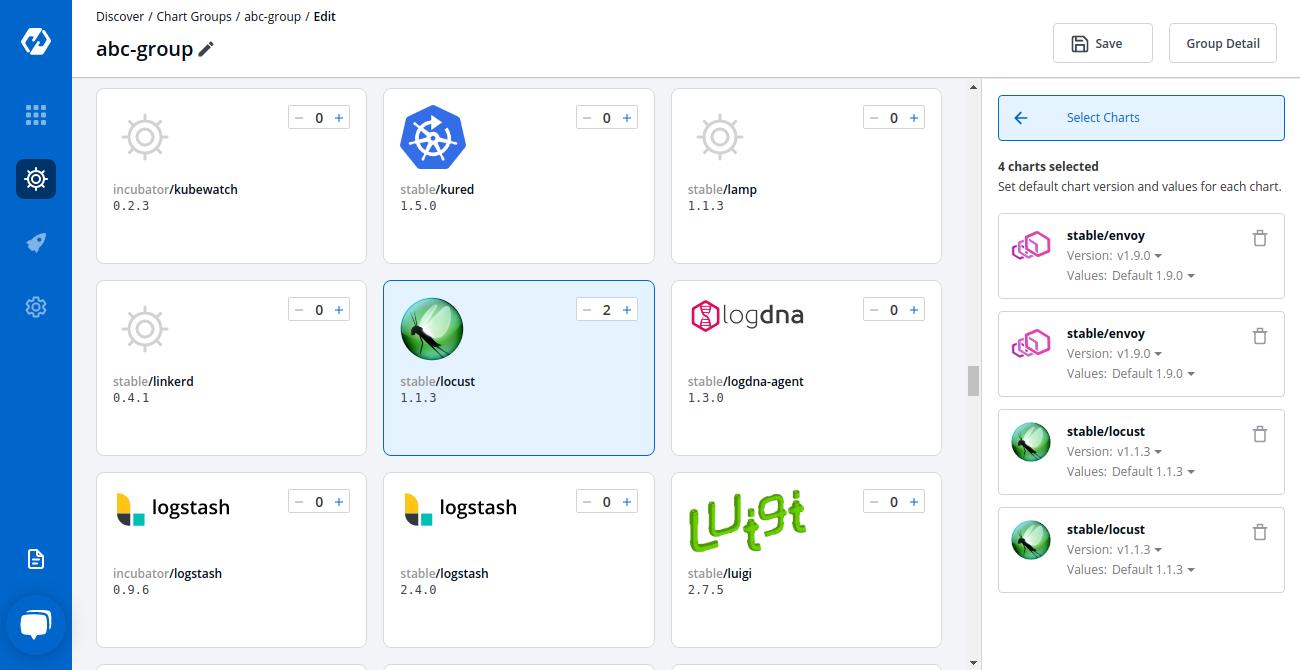 Discover / Chart Groups / abc-group / Edit
abc-group
Save
Group Detail
0
incubator/kubewatch
0.2.3
0
stable/kured
1.5.0
0
stable/lamp
1.1.3
0
stable/linkerd
0.4.1
2
stable/locust
1.1.3
logdna
0
stable/logdna-agent
1.3.0
logstash
0
incubator/logstash
0.9.6
logstash
0
stable/logstash
2.4.0
Luigi
0
stable/luigi
2.7.5
Select Charts
4 charts selected
Set default chart version and values for each chart.
stable/envoy
Version: v1.9.0
Values: Default 1.9.0
stable/envoy
Version: v1.9.0
Values: Default 1.9.0
stable/locust
Version: v1.1.3
Values: Default 1.1.3
stable/locust
Version: v1.1.3
Values: Default 1.1.3